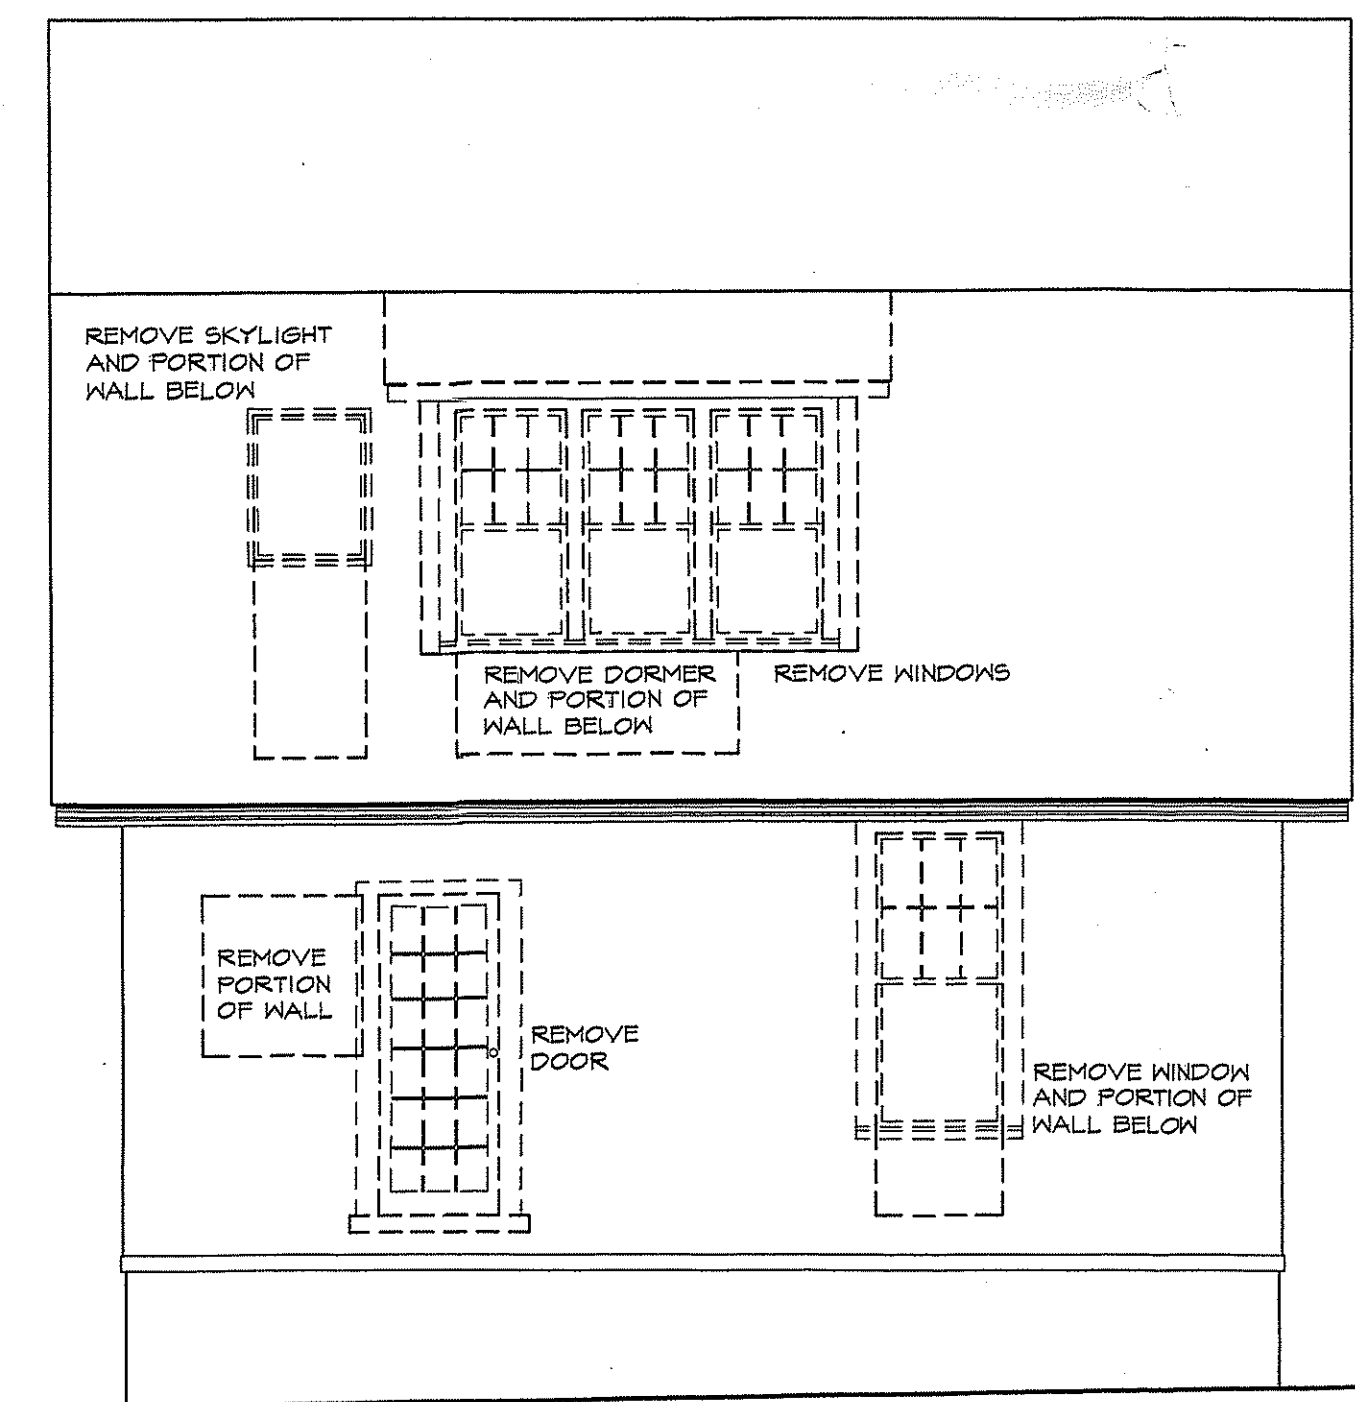 REMOVE SKYLIGHT
AND PORTION OF
WALL BELOW
REMOVE DORMER
AND PORTION OF
WALL BELOW
REMOVE WINDOWS
REMOVE
PORTION
OF WALL
REMOVE
DOOR
REMOVE WINDOW
AND PORTION OF
WALL BELOW